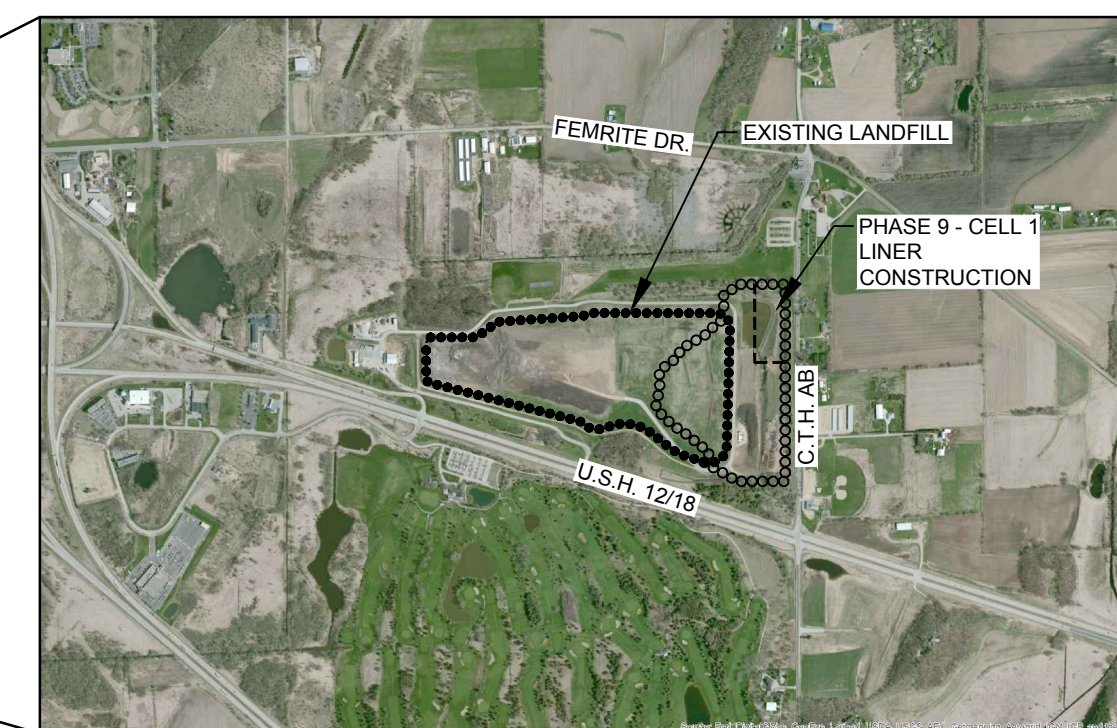 FEMRITE DR.
EXISTING LANDFILL
PHASE 9 - CELL 1
LINER
CONSTRUCTION
C.T.H. AB
U.S.H. 12/18